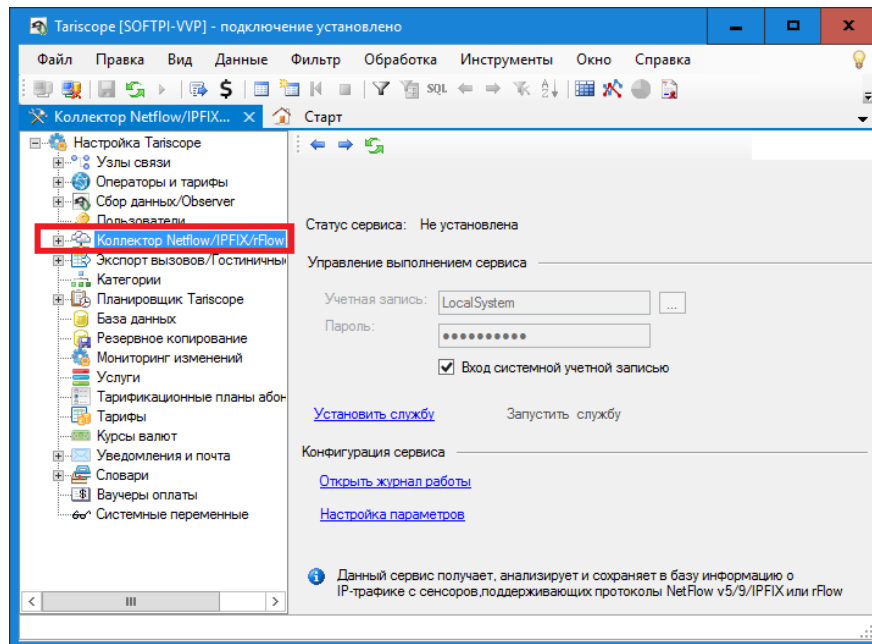 Tariscope [SOFTPI-VVP] - подключение установлено
Файл Правка Вид Данные Фильтр Обработка Инструменты Окно Справка
SQL
Коллектор Netflow/IPFIX... Старт
Настройка Tariscope
Узлы связи
Операторы и тарифы
Сбор данных/Observer
Пользователи
Коллектор Netflow/IPFIX/rFlow
Экспорт вызовов/Гостиничны
Категории
Планировщик Tariscope
База данных
Резервное копирование
Мониторинг изменений
Услуги
Тарификационные планы абон
Тарифы
Курсы валют
Уведомления и почта
Словари
Ваучеры оплаты
Системные переменные
Статус сервиса: Не установлена
Управление выполнением сервиса
Учетная запись: LocalSystem ...
Пароль:
Вход системной учетной записью
Установить службу Запустить службу
Конфигурация сервиса
Открыть журнал работы
Настройка параметров
Данный сервис получает, анализирует и сохраняет в базу информацию о
IP-трафике с сенсоров,поддерживающих протоколы NetFlow v5/9/IPFIX или rFlow